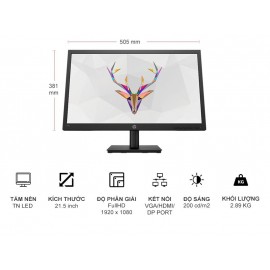 505 mm
381
mm
KG
TẤM NỀN
TN LED
KÍCH THƯỚC
21.5 inch
ĐỘ PHÂN GIẢI
FullHD
1920 x 1080
KẾT NỐI
VGA/HDMI/
DP PORT
ĐỘ SÁNG
200 cd/m2
KHỐI LƯỢNG
2.89 KG